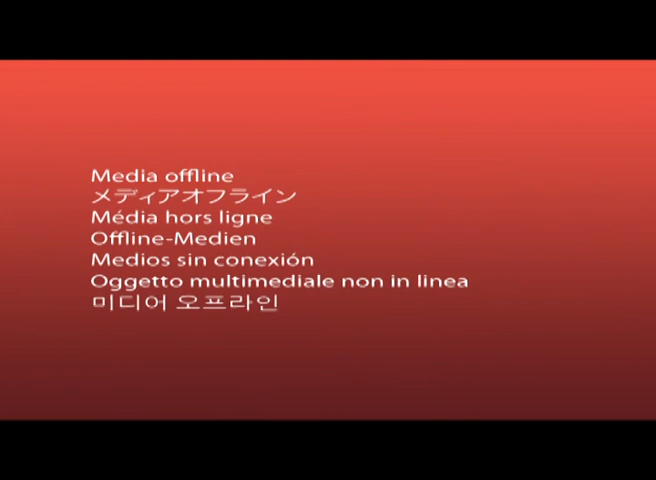 Media offline
メディアオフライン
Média hors ligne
Offline-Medien
Medios sin conexión
Oggetto multimediale non in linea
미디어 오프라인